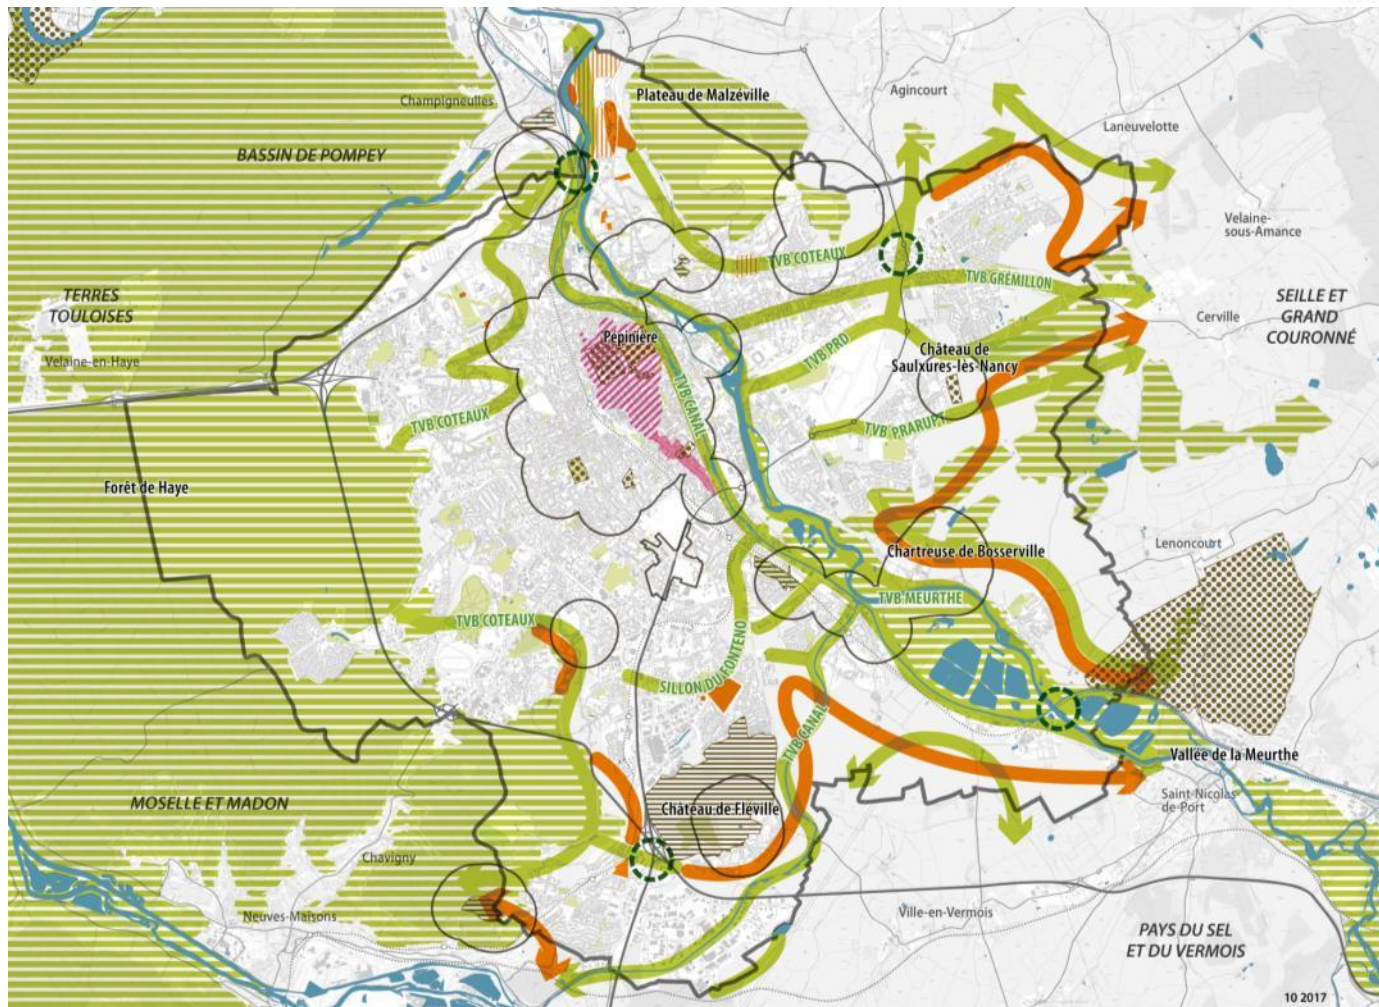 Plateau de Malzéville
Agincourt
Champigneulles
Laneuvelotte
BASSIN DE POMPEY
Velaine-
sous-Amance
TVB COTEAUX
TVB GRÉMILLON
TERRES
TOULOISES
SEILLE ET
GRAND
COURONNÉ
Cerville
Pépinière
Velaine-en-Haye
TVB PRD
Château de
Saulxures-lès-Nancy
TVB CANAL
TVB COTEAUX
TVB PRARUPT
Forêt de Haye
Lenoncourt
Chartreuse de Bosserville
TVB MEURTHE
TVB COTEAUX
SILLON DU FONTENO
TVB CANAL
Vallée de la Meurthe
Saint-Nicolas
de-Port
MOSELLE ET MADON
Château de Fléville
Chavigny
Neuves-Maisons
Ville-en-Vermois
PAYS DU SEL
ET DU VERMOIS
10 2017